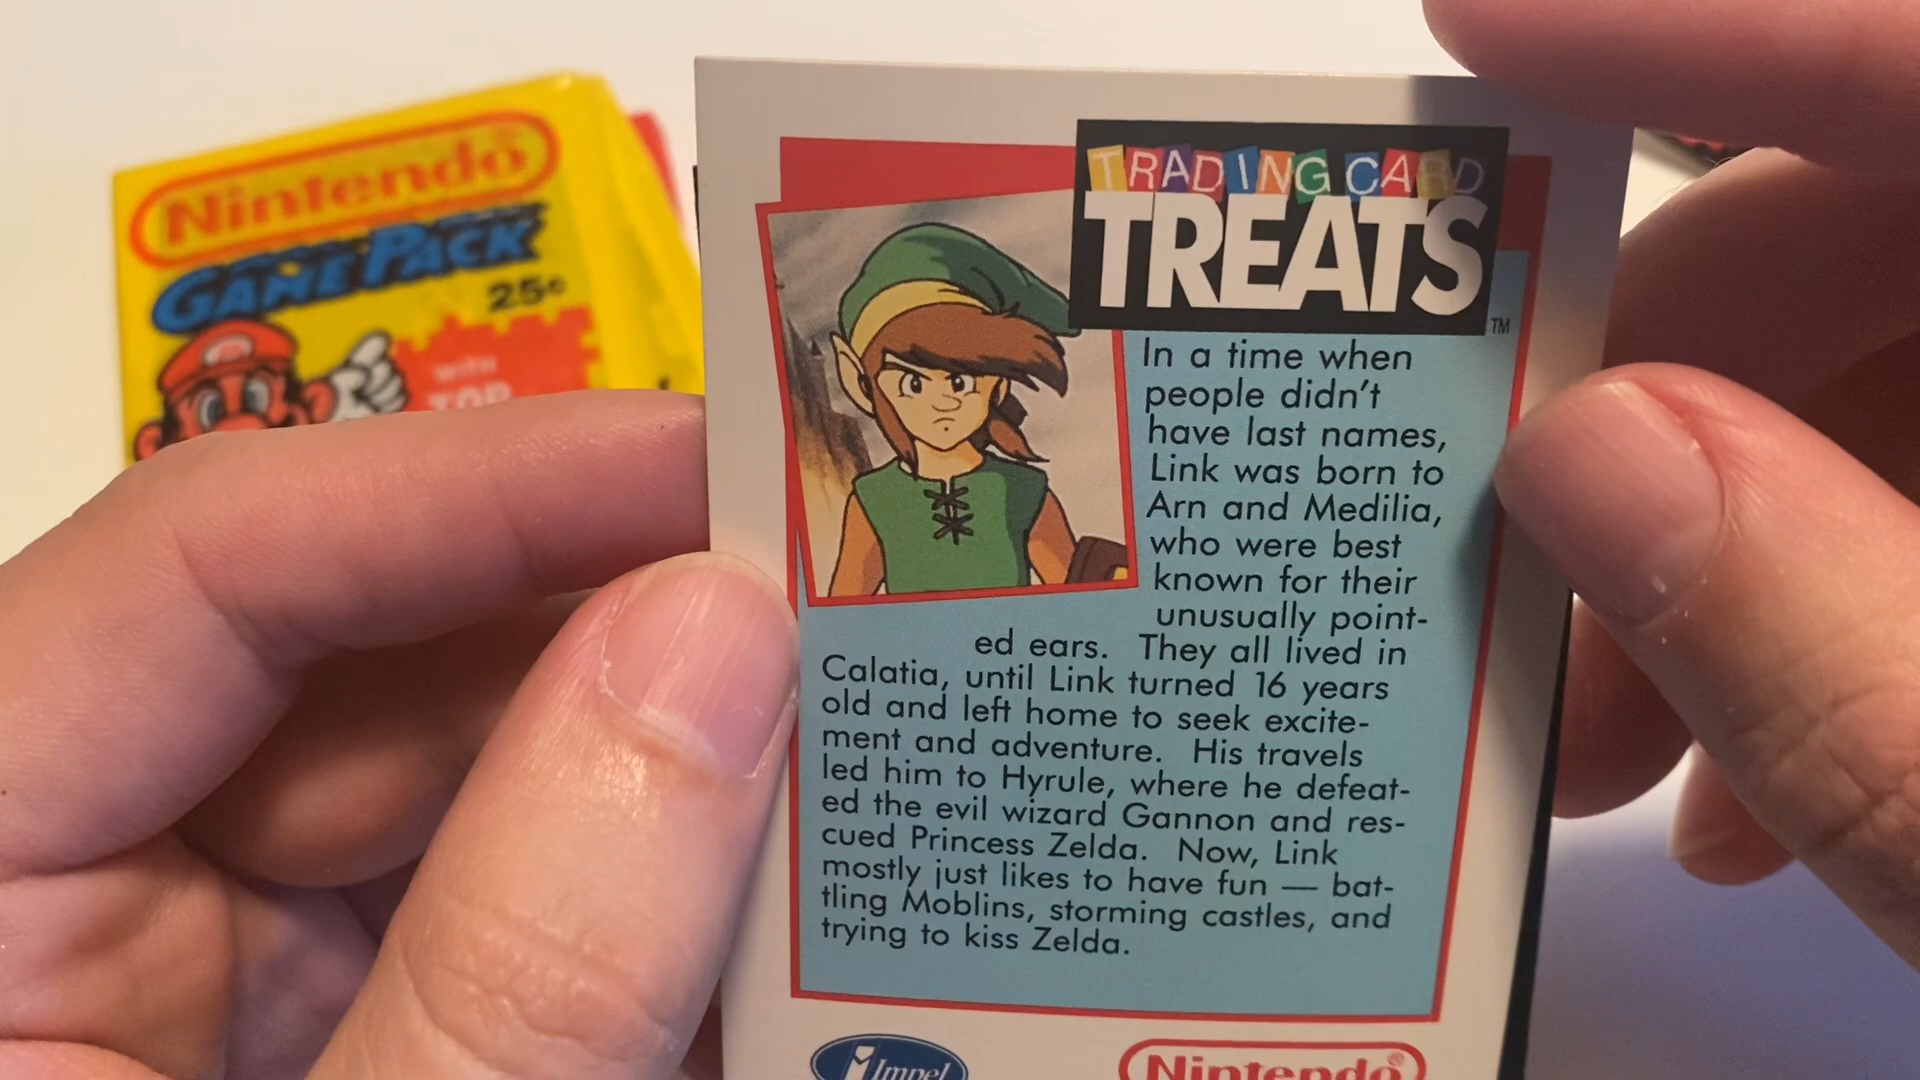 Nintendo®
GAME PACK
25¢
WITH
TOP
TRADING CARD
TREATS
TM
In a time when
people didn't
have last names,
Link was born to
Arn and Medilia,
who were best
known for their
unusually point-
ed ears. They all lived in
Calatia, until Link turned 16 years
old and left home to seek excite-
ment and adventure. His travels
led him to Hyrule, where he defeat-
ed the evil wizard Gannon and res-
cued Princess Zelda. Now, Link
mostly just likes to have fun — bat-
tling Moblins, storming castles, and
trying to kiss Zelda.
Impel
Nintendo®